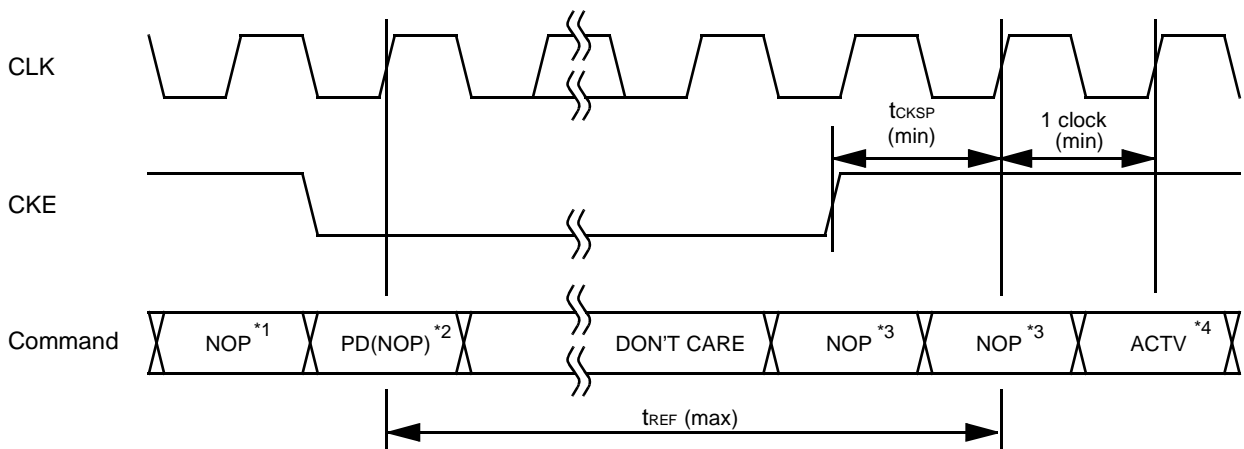 CLK
tCKSP
(min)
1 clock
(min)
CKE
Command
NOP *1
PD(NOP) *2
DON'T CARE
NOP *3
NOP *3
ACTV *4
tREF (max)